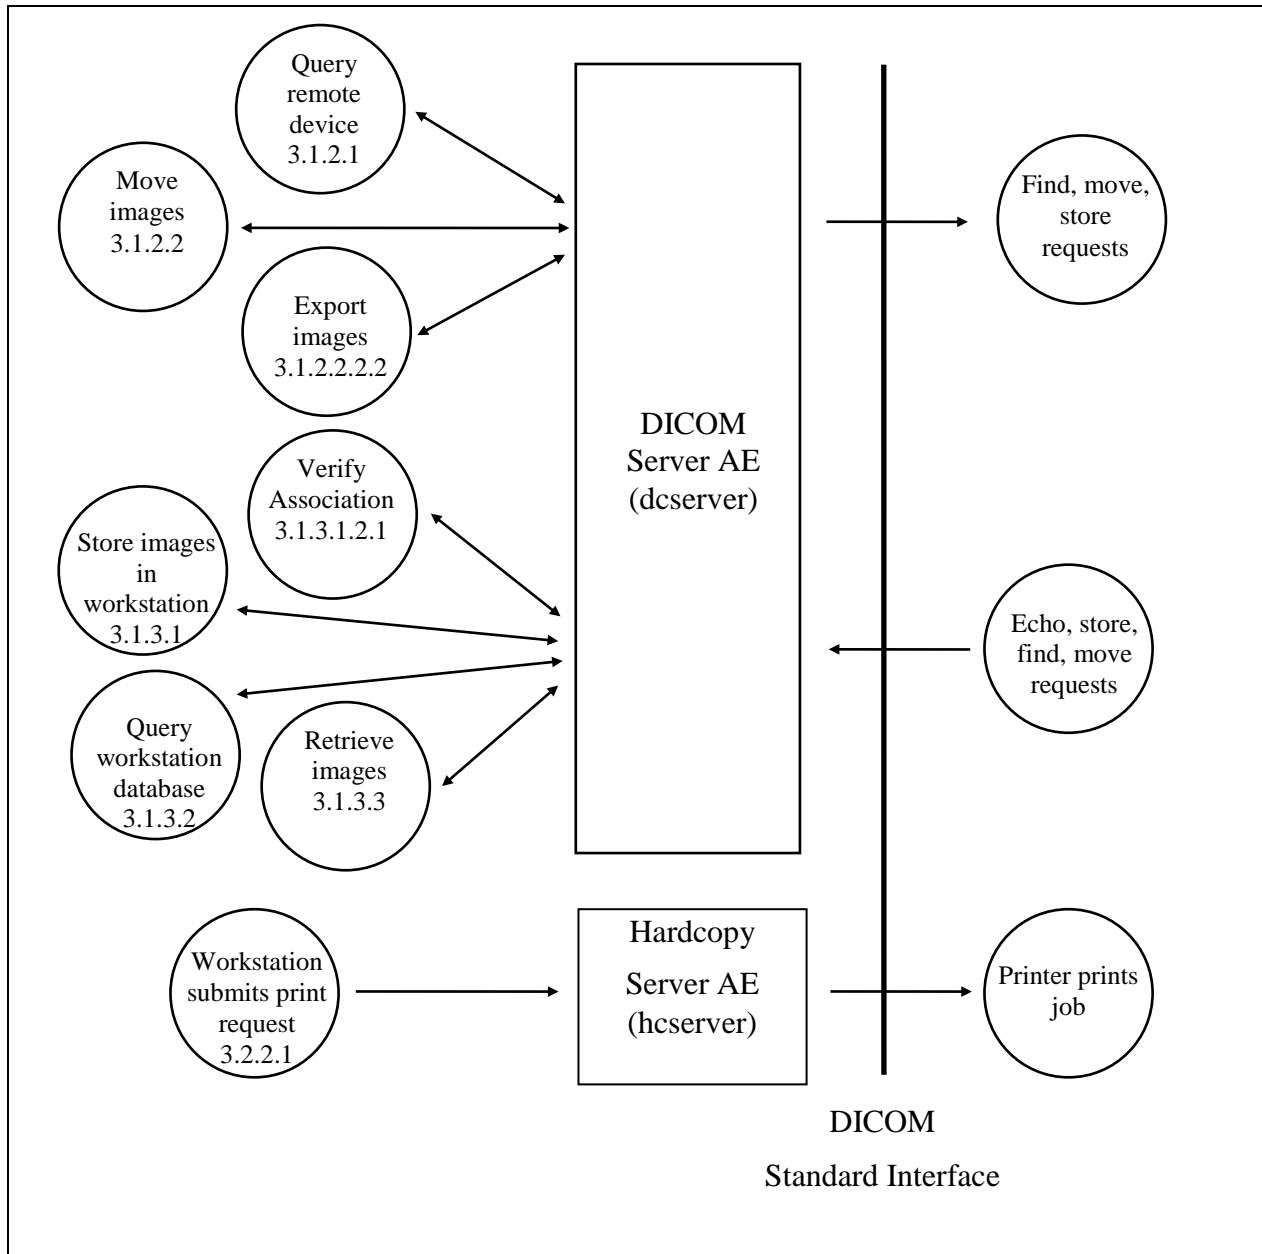 Query
remote
device
3.1.2.1
Move
images
3.1.2.2
Export
images
3.1.2.2.2.2
Verify
Association
3.1.3.1.2.1
Store images
in
workstation
3.1.3.1
Query
workstation
database
3.1.3.2
Retrieve
images
3.1.3.3
DICOM
Server AE
(dcserver)
Find, move,
store
requests
Echo, store,
find, move
requests
Workstation
submits print
request
3.2.2.1
Hardcopy
Server AE
(hcserver)
Printer prints
job
DICOM
Standard Interface